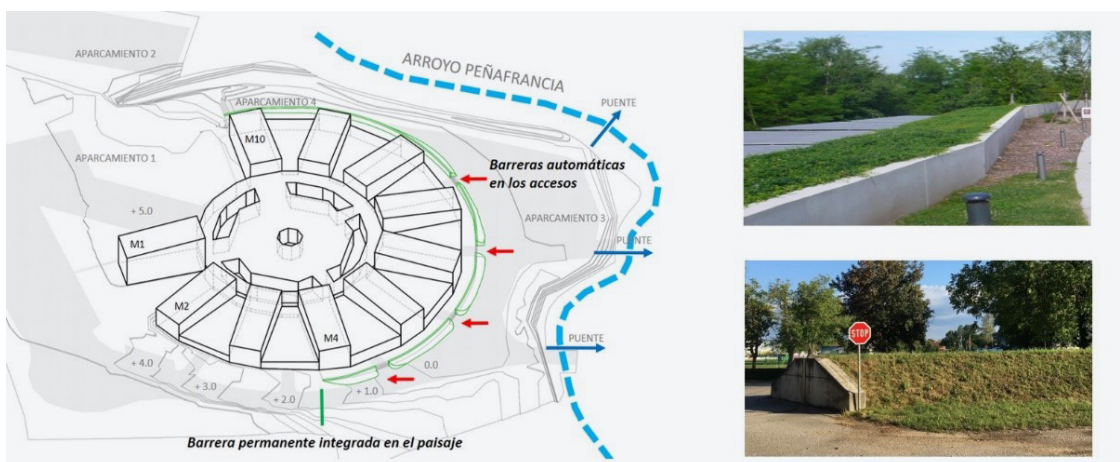 APARCAMIENTO 2
ARROYO PEÑAFRANCIA
APARCAMIENTO 4
PUENTE
M10
APARCAMIENTO 1
Barreras automáticas
en los accesos
+ 5.0
APARCAMIENTO 3
M1
PUENTE
M2
M4
PUENTE
+ 4.0
0.0
+ 3.0
+ 1.0
+ 2.0
Barrera permanente integrada en el paisaje
STOP